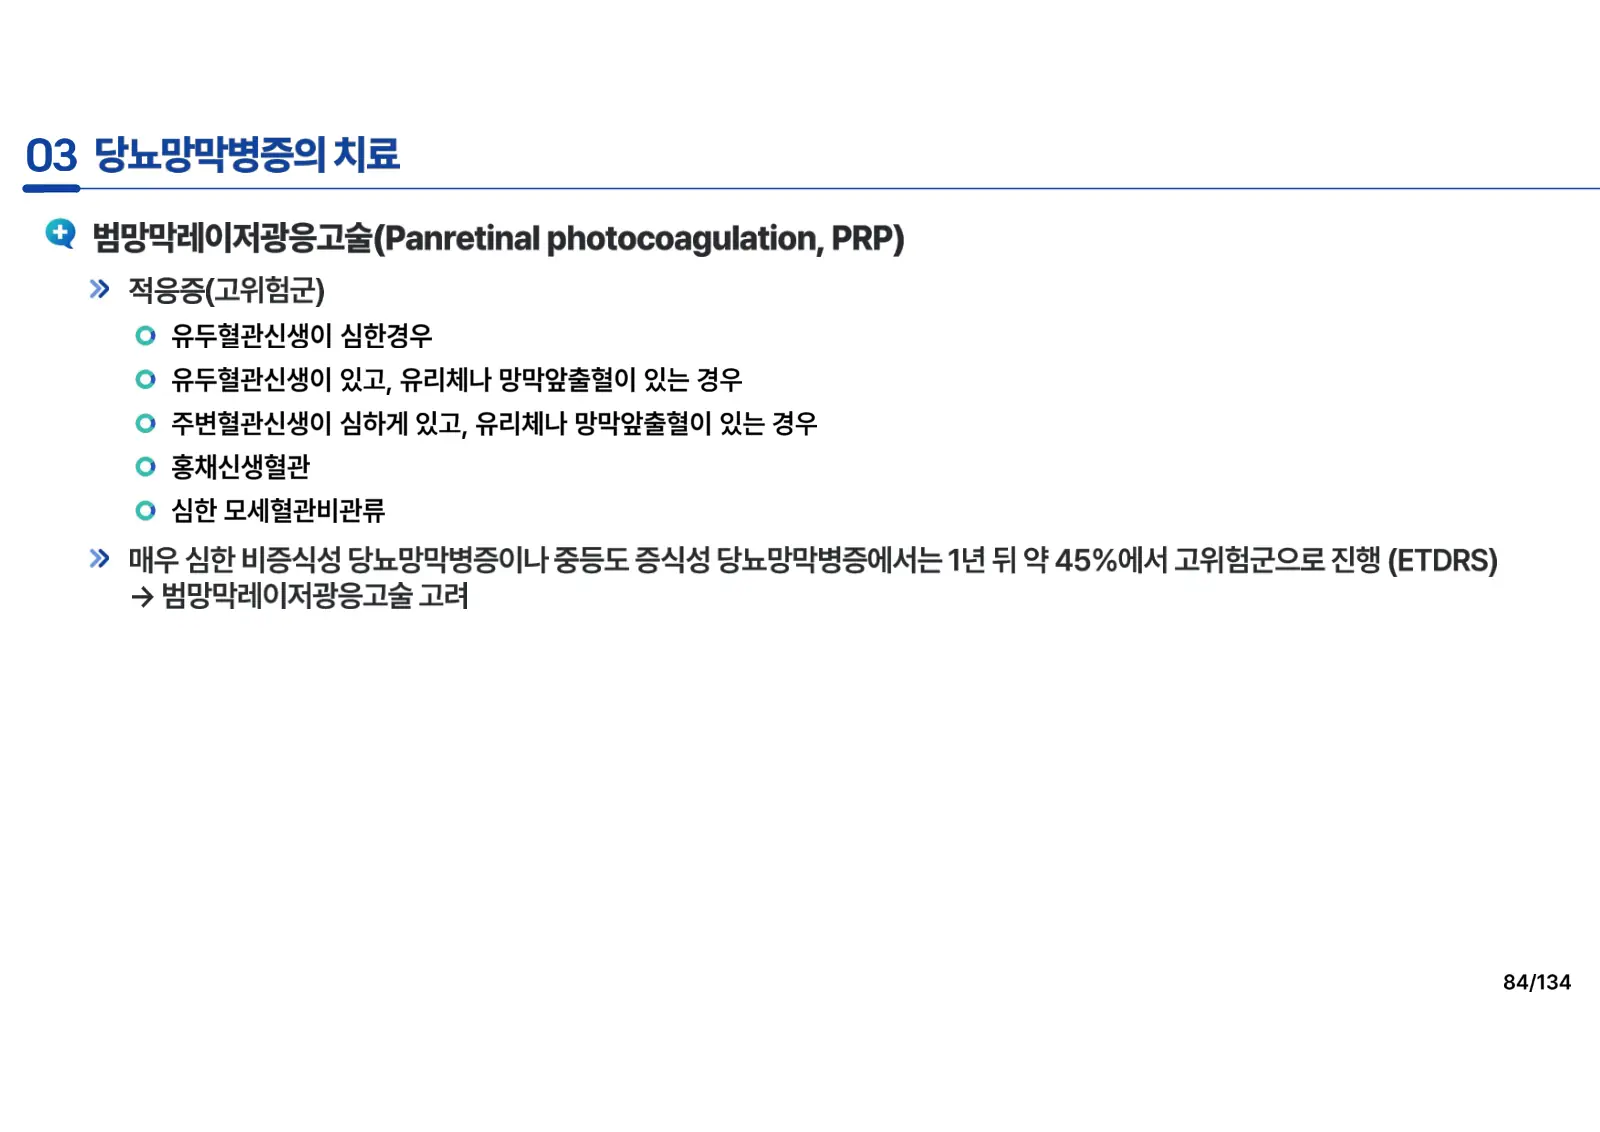 03 당뇨망막병증의 치료
범망막레이저광응고술(Panretinal photocoagulation, PRP)
적응증(고위험군)
유두혈관신생이 심한경우
유두혈관신생이 있고, 유리체나 망막앞출혈이 있는 경우
주변혈관신생이 심하게 있고, 유리체나 망막앞출혈이 있는 경우
홍채신생혈관
심한 모세혈관비관류
매우 심한 비증식성 당뇨망막병증이나 중등도 증식성 당뇨망막병증에서는 1년 뒤 약 45%에서 고위험군으로 진행 (ETDRS)
→ 범망막레이저광응고술 고려
84/134